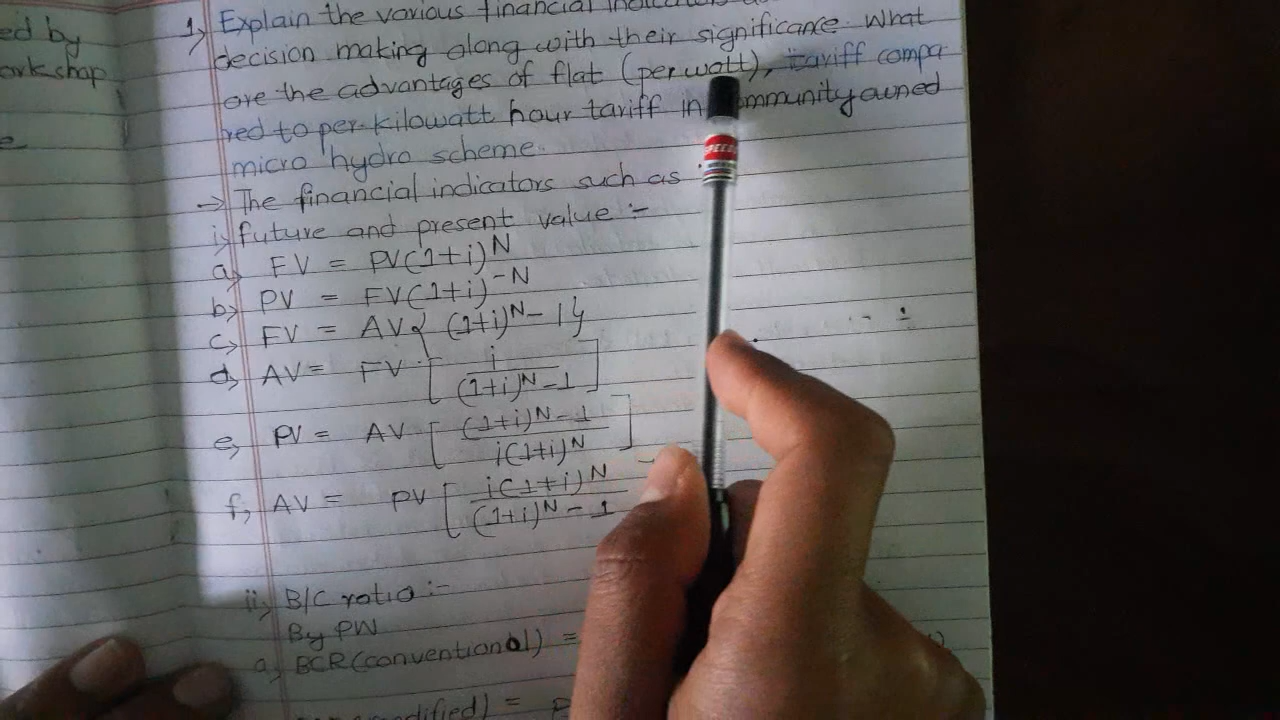 ed by
orkshop
e
1) Explain the various financial indicators
decision making along with their significance. What
are the advantages of flat (per watt), tariff compa
red to per kilowatt hour tariff in mmunity owned
micro hydro scheme.
→ The financial indicators such as
i) future and present value :-
a) FV = PV(1+i)^N
b) PV = FV(1+i)^-N
c) FV = AV{ (1+i)^N - 1}
d) AV = FV [ i / (1+i)^N - 1 ]
e) PV = AV [ (1+i)^N - 1 / i(1+i)^N ]
f) AV = PV [ i(1+i)^N / (1+i)^N - 1
ii) B/C ratio :-
By PW
a) BCR (conventional) =
modified) = P